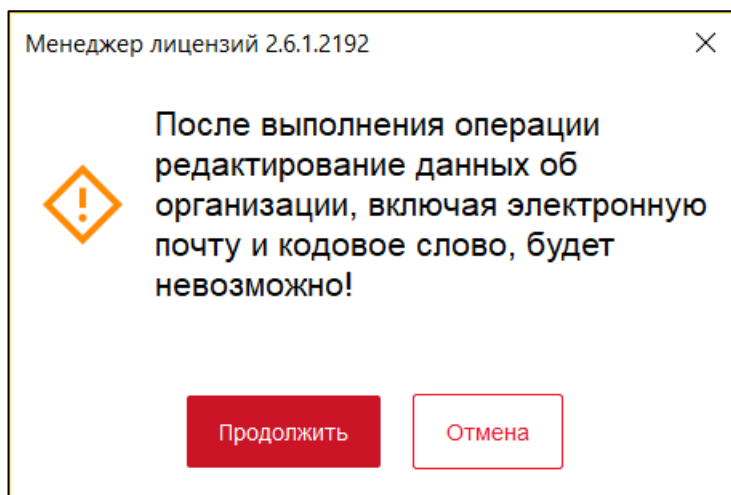 Менеджер лицензий 2.6.1.2192
После выполнения операции
редактирование данных об
организации, включая электронную
почту и кодовое слово, будет
невозможно!
Продолжить
Отмена